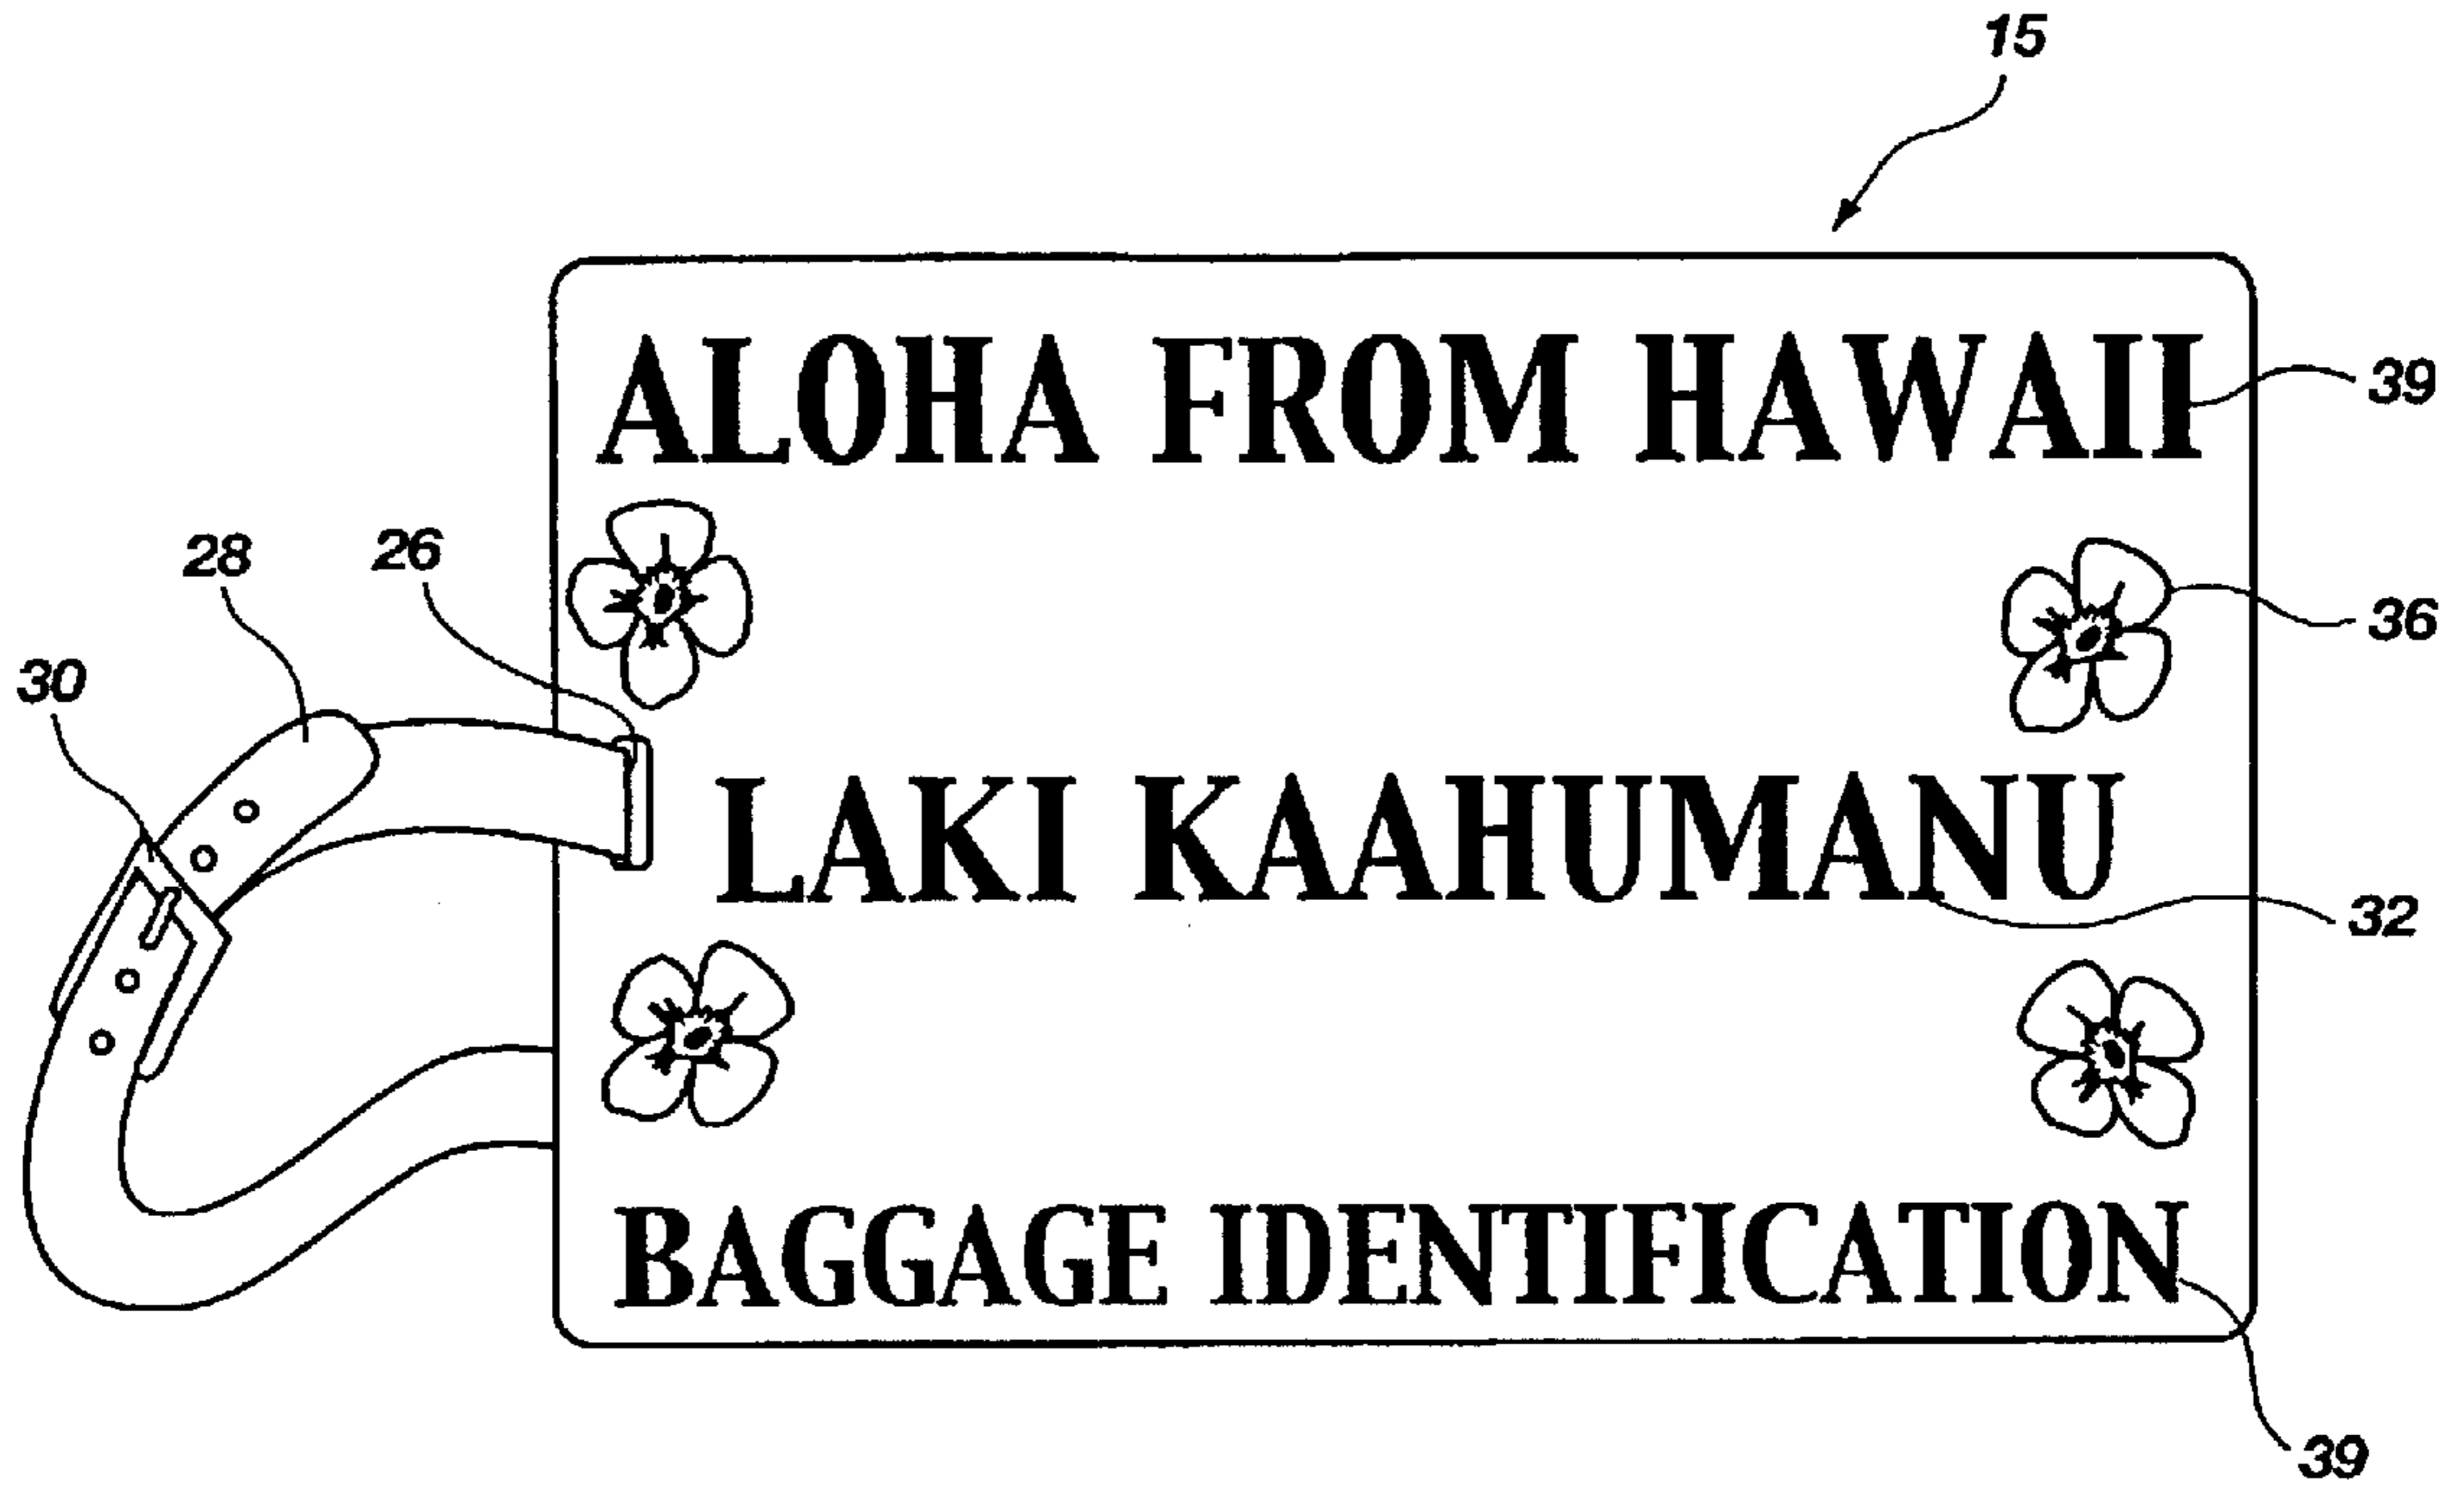 15
ALOHA FROM HAWAII
39
28
26
36
30
LAKI KAAHUMANU
32
BAGGAGE IDENTIFICATION
39